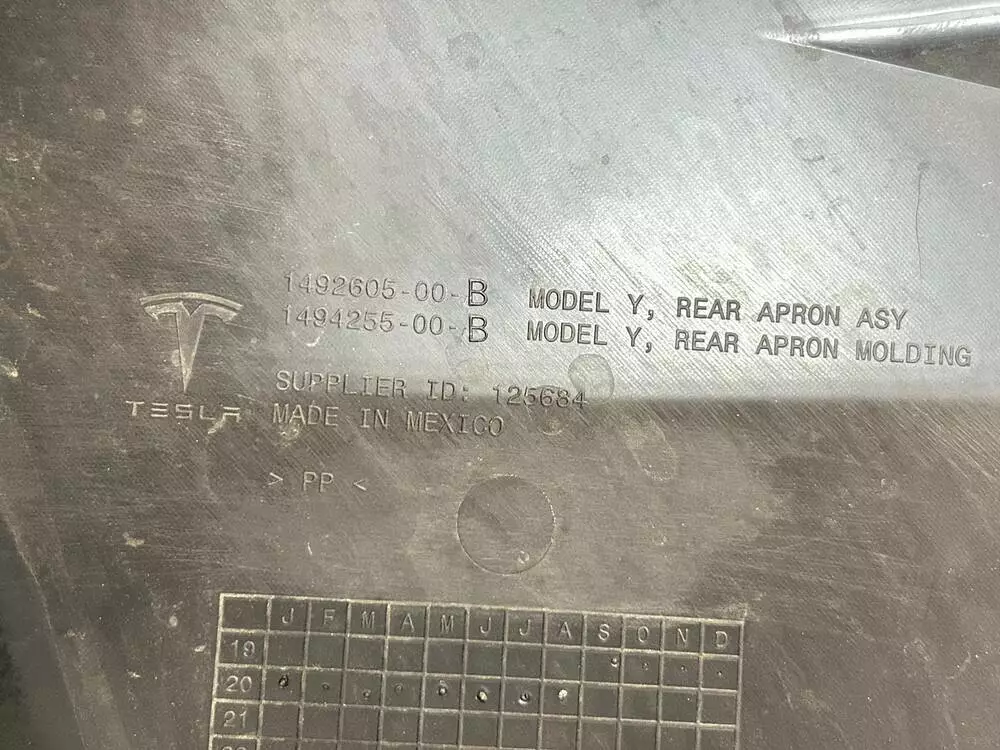 1492605-00-B MODEL Y, REAR APRON ASY
1494255-00-B MODEL Y, REAR APRON MOLDING
SUPPLIER ID: 125684
TESLA MADE IN MEXICO
> PP <
J F M A M J J A S O N D
19
20
21